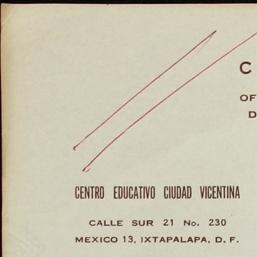 C
OF
D
CENTRO EDUCATIVO CIUDAD VICENTINA
CALLE SUR 21 No. 230
MEXICO 13, IXTAPALAPA, D. F.